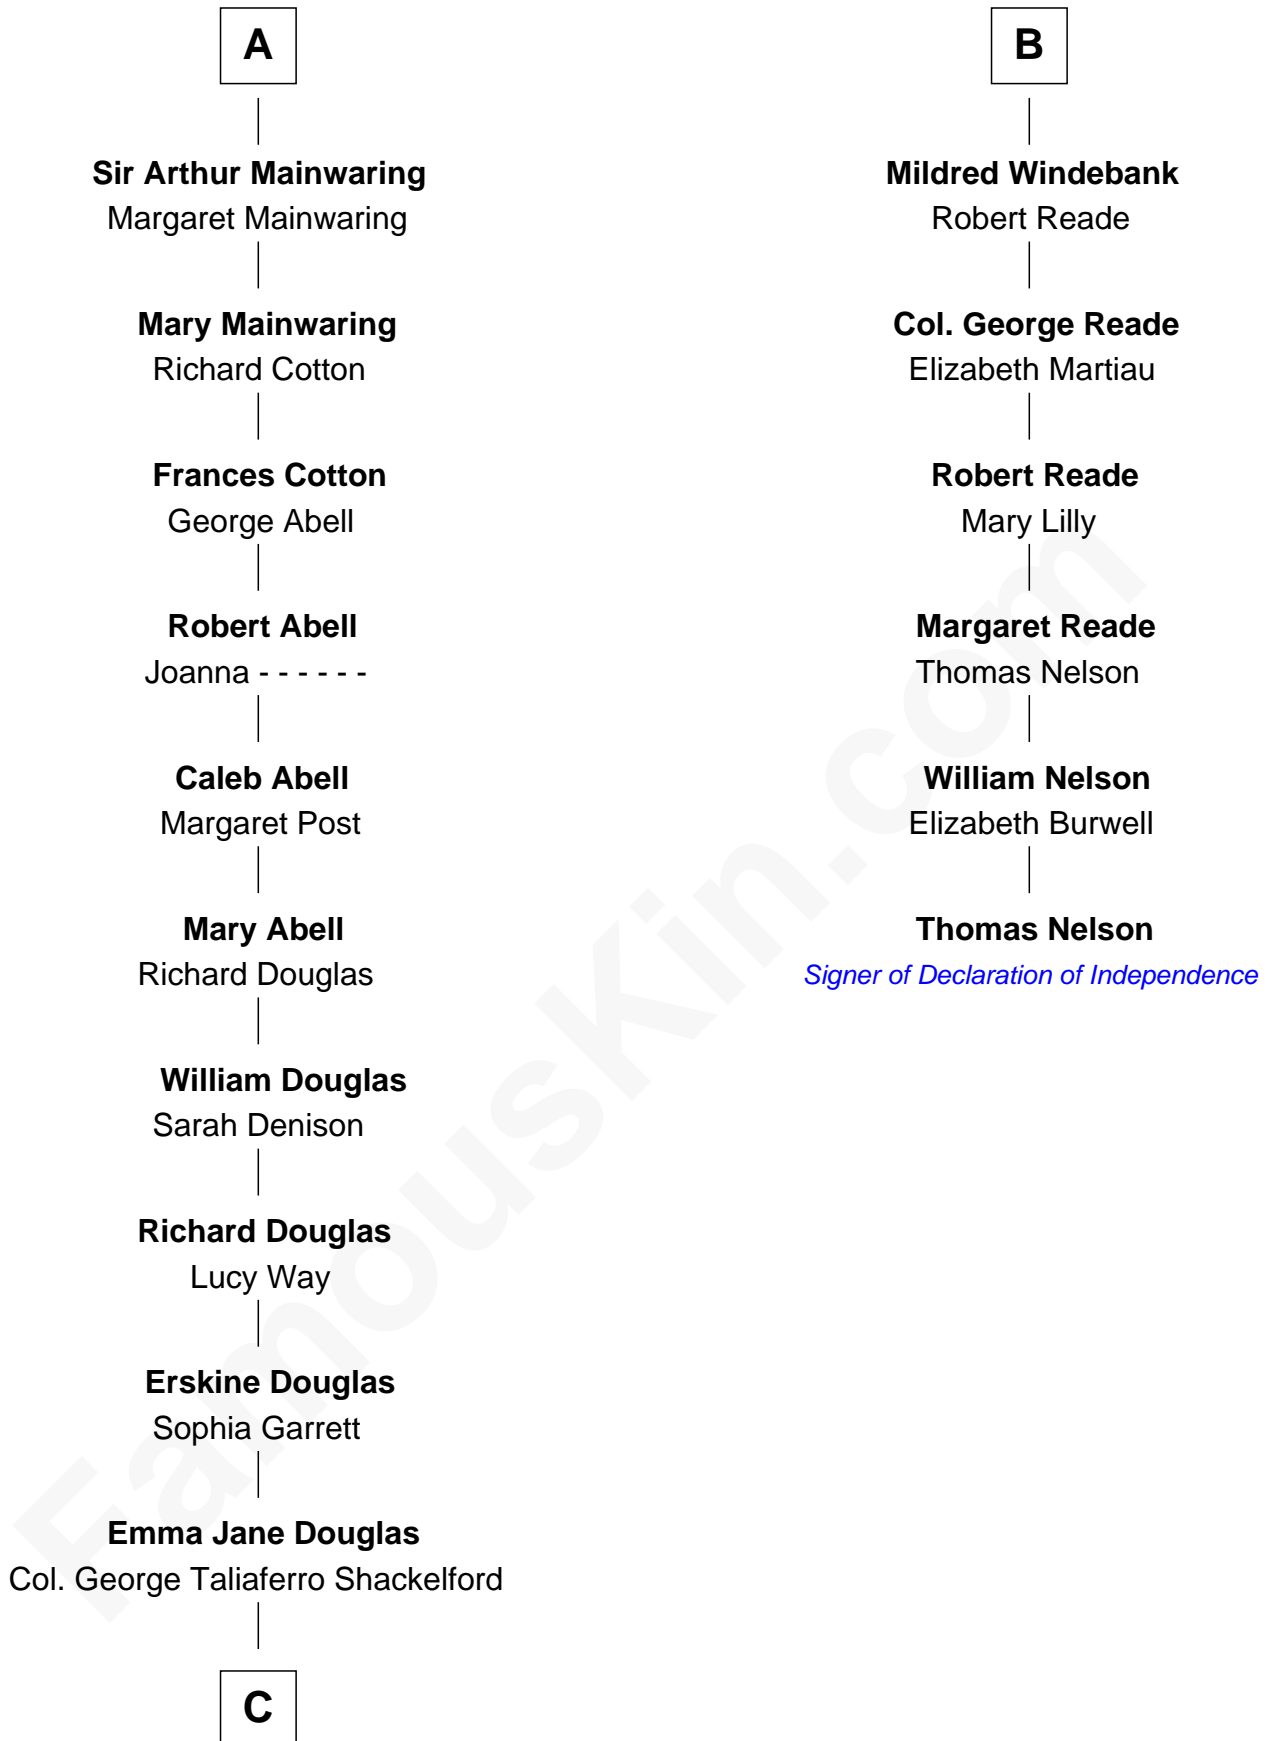 A
Sir Arthur Mainwaring
Margaret Mainwaring
Mary Mainwaring
Richard Cotton
Frances Cotton
George Abell
Robert Abell
Joanna - - - - - -
Caleb Abell
Margaret Post
Mary Abell
Richard Douglas
William Douglas
Sarah Denison
Richard Douglas
Lucy Way
Erskine Douglas
Sophia Garrett
Emma Jane Douglas
Col. George Taliaferro Shackelford
C
B
Mildred Windebank
Robert Reade
Col. George Reade
Elizabeth Martiau
Robert Reade
Mary Lilly
Margaret Reade
Thomas Nelson
William Nelson
Elizabeth Burwell
Thomas Nelson
Signer of Declaration of Independence
FamousKin.com